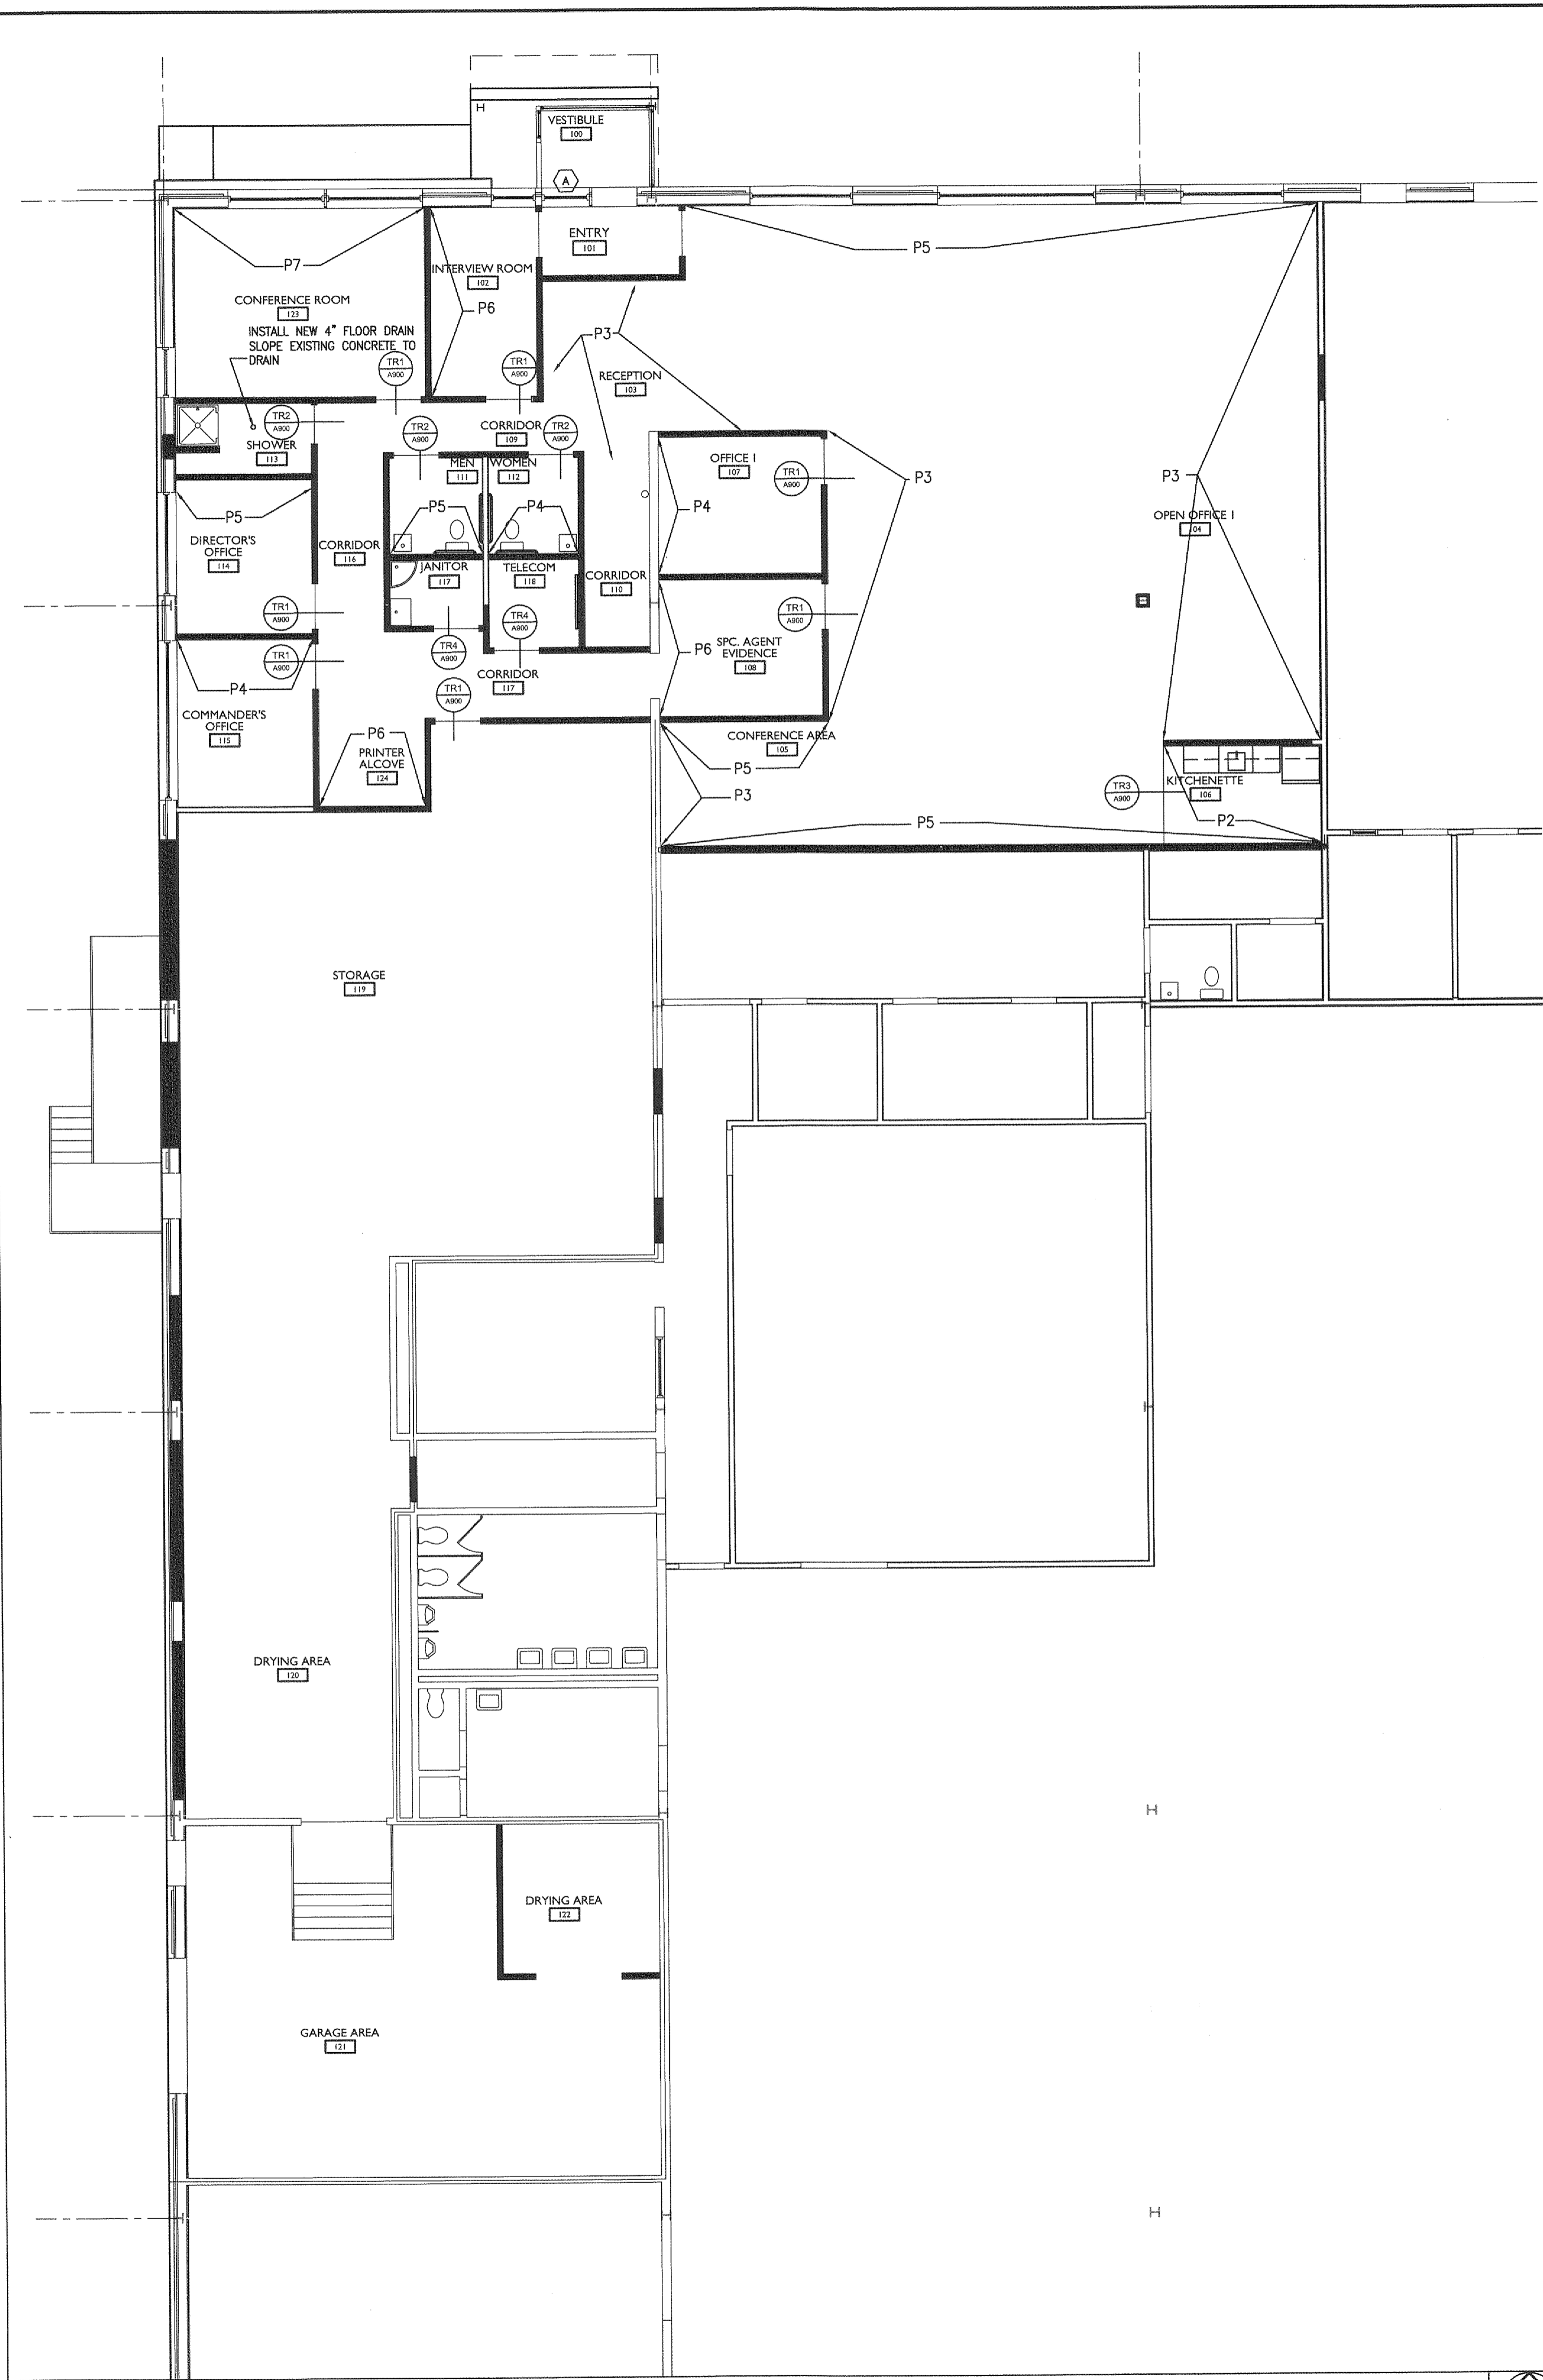 H
VESTIBULE
100
A
ENTRY
101
P5
P7
INTERVIEW ROOM
102
CONFERENCE ROOM
123
P6
INSTALL NEW 4" FLOOR DRAIN
SLOPE EXISTING CONCRETE TO
DRAIN
P3
TR1
A900
TR1
A900
RECEPTION
103
TR2
A900
SHOWER
113
TR2
A900
CORRIDOR
109
TR2
A900
MEN
111
WOMEN
112
OFFICE 1
107
TR1
A900
P3
P3
P5
P5
P4
P4
OPEN OFFICE 1
04
DIRECTOR'S
OFFICE
114
CORRIDOR
116
JANITOR
117
TELECOM
118
CORRIDOR
110
TR1
A900
TR4
A900
TR1
A900
TR4
A900
P6
SPC. AGENT
EVIDENCE
108
TR1
A900
P4
CORRIDOR
117
TR1
A900
COMMANDER'S
OFFICE
115
P6
PRINTER
ALCOVE
124
CONFERENCE AREA
105
P5
P3
TR3
A900
KITCHENETTE
106
P5
P2
STORAGE
119
DRYING AREA
120
H
DRYING AREA
122
GARAGE AREA
121
H